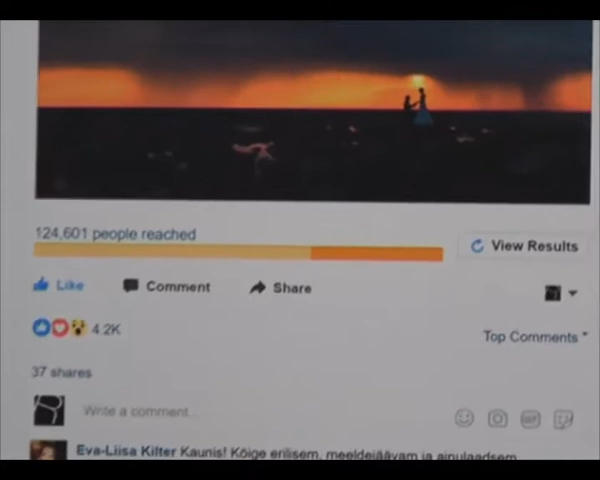 124,601 people reached
View Results
Like Comment Share
4.2K
Top Comments
37 shares
Write a comment...
Eva-Liisa Kilter Kaunis! Kõige erilisem, meeldejäävam ja ainulaadsem